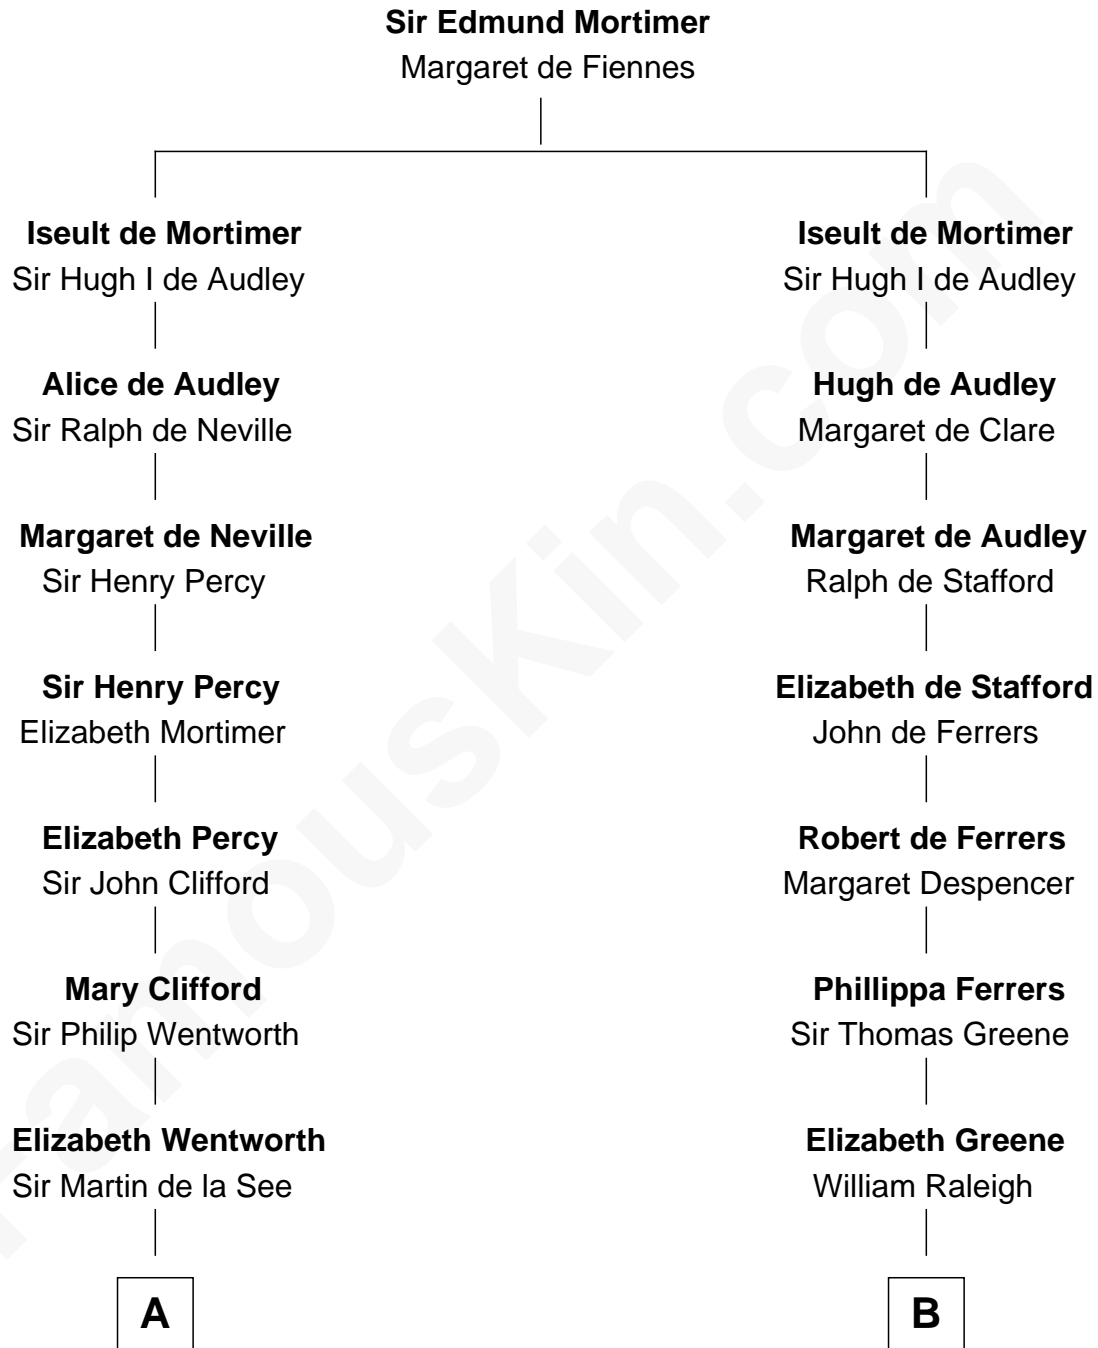 Sir Edmund Mortimer
Margaret de Fiennes
Iseult de Mortimer
Sir Hugh I de Audley
Alice de Audley
Sir Ralph de Neville
Margaret de Neville
Sir Henry Percy
Sir Henry Percy
Elizabeth Mortimer
Elizabeth Percy
Sir John Clifford
Mary Clifford
Sir Philip Wentworth
Elizabeth Wentworth
Sir Martin de la See
A
Iseult de Mortimer
Sir Hugh I de Audley
Hugh de Audley
Margaret de Clare
Margaret de Audley
Ralph de Stafford
Elizabeth de Stafford
John de Ferrers
Robert de Ferrers
Margaret Despencer
Phillippa Ferrers
Sir Thomas Greene
Elizabeth Greene
William Raleigh
B
FamousKin.com